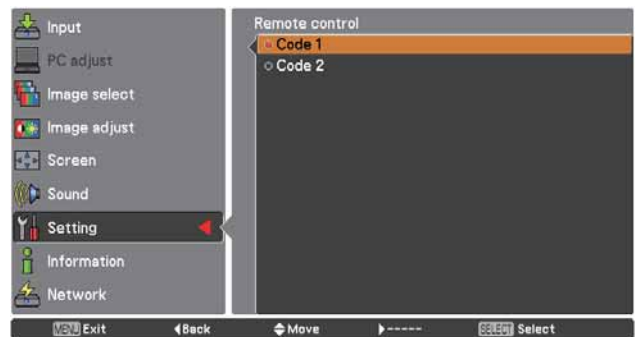 Input
PC adjust
Image select
Image adjust
Screen
Sound
Setting
Information
Network
Remote control
Code 1
Code 2
MENU Exit ◀Back Move ▶----- SELECT Select